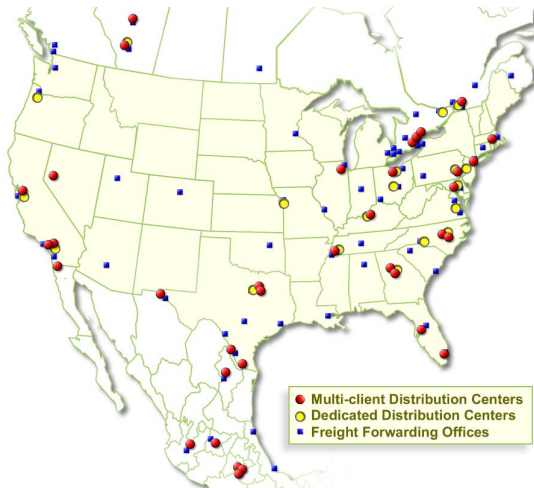 Multi-client Distribution Centers
Dedicated Distribution Centers
Freight Forwarding Offices